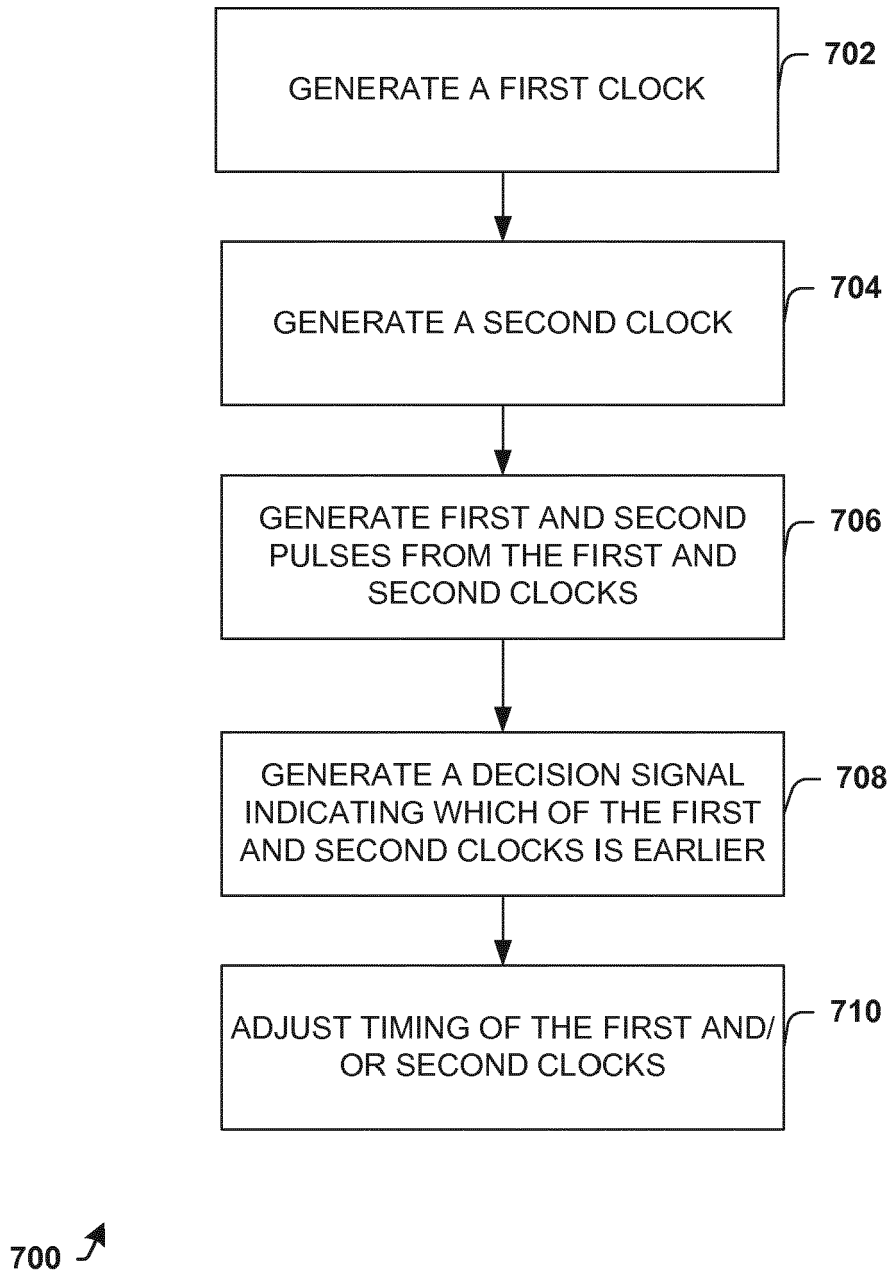 GENERATE A FIRST CLOCK
702
GENERATE A SECOND CLOCK
704
GENERATE FIRST AND SECOND
PULSES FROM THE FIRST AND
SECOND CLOCKS
706
GENERATE A DECISION SIGNAL
INDICATING WHICH OF THE FIRST
AND SECOND CLOCKS IS EARLIER
708
ADJUST TIMING OF THE FIRST AND/
OR SECOND CLOCKS
710
700